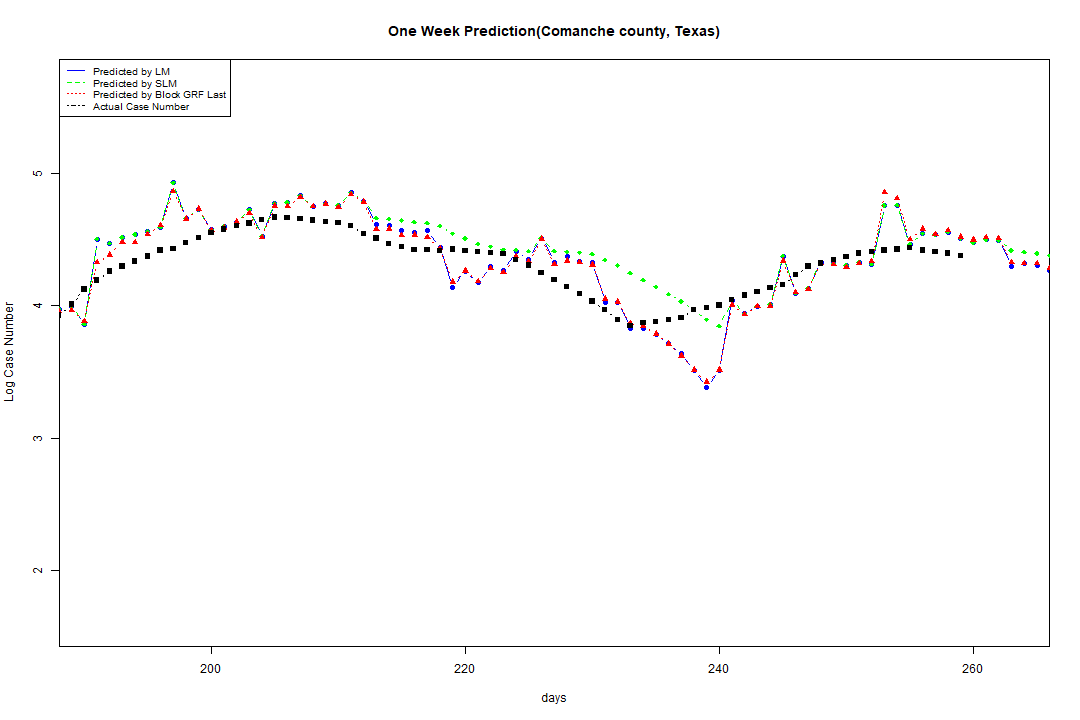 One Week Prediction(Comanche county, Texas)
Predicted by LM
Predicted by SLM
Predicted by Block GRF Last
Actual Case Number
5
4
3
2
Log Case Number
200 220 240 260
days